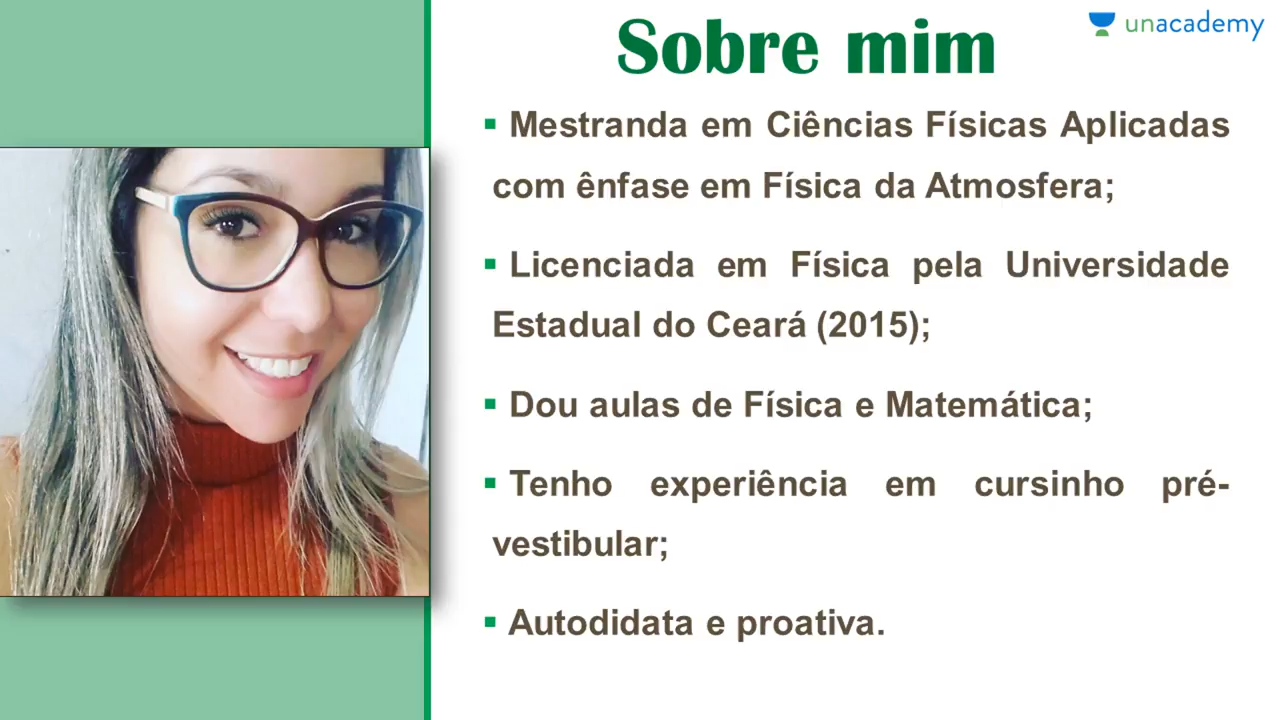 Sobre mim
unacademy
▪ Mestranda em Ciências Físicas Aplicadas
com ênfase em Física da Atmosfera;
▪ Licenciada em Física pela Universidade
Estadual do Ceará (2015);
▪ Dou aulas de Física e Matemática;
▪ Tenho experiência em cursinho pré-
vestibular;
▪ Autodidata e proativa.